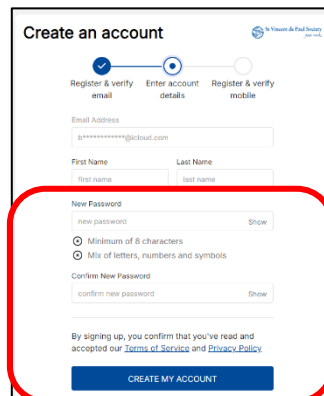 Create an account
St Vincent de Paul Society
good works
Register & verify email
Enter account details
Register & verify mobile
Email Address
b************@icloud.com
First Name
Last Name
first name
last name
New Password
new password
Show
Minimum of 8 characters
Mix of letters, numbers and symbols
Confirm New Password
confirm new password
Show
By signing up, you confirm that you've read and
accepted our Terms of Service and Privacy Policy
CREATE MY ACCOUNT